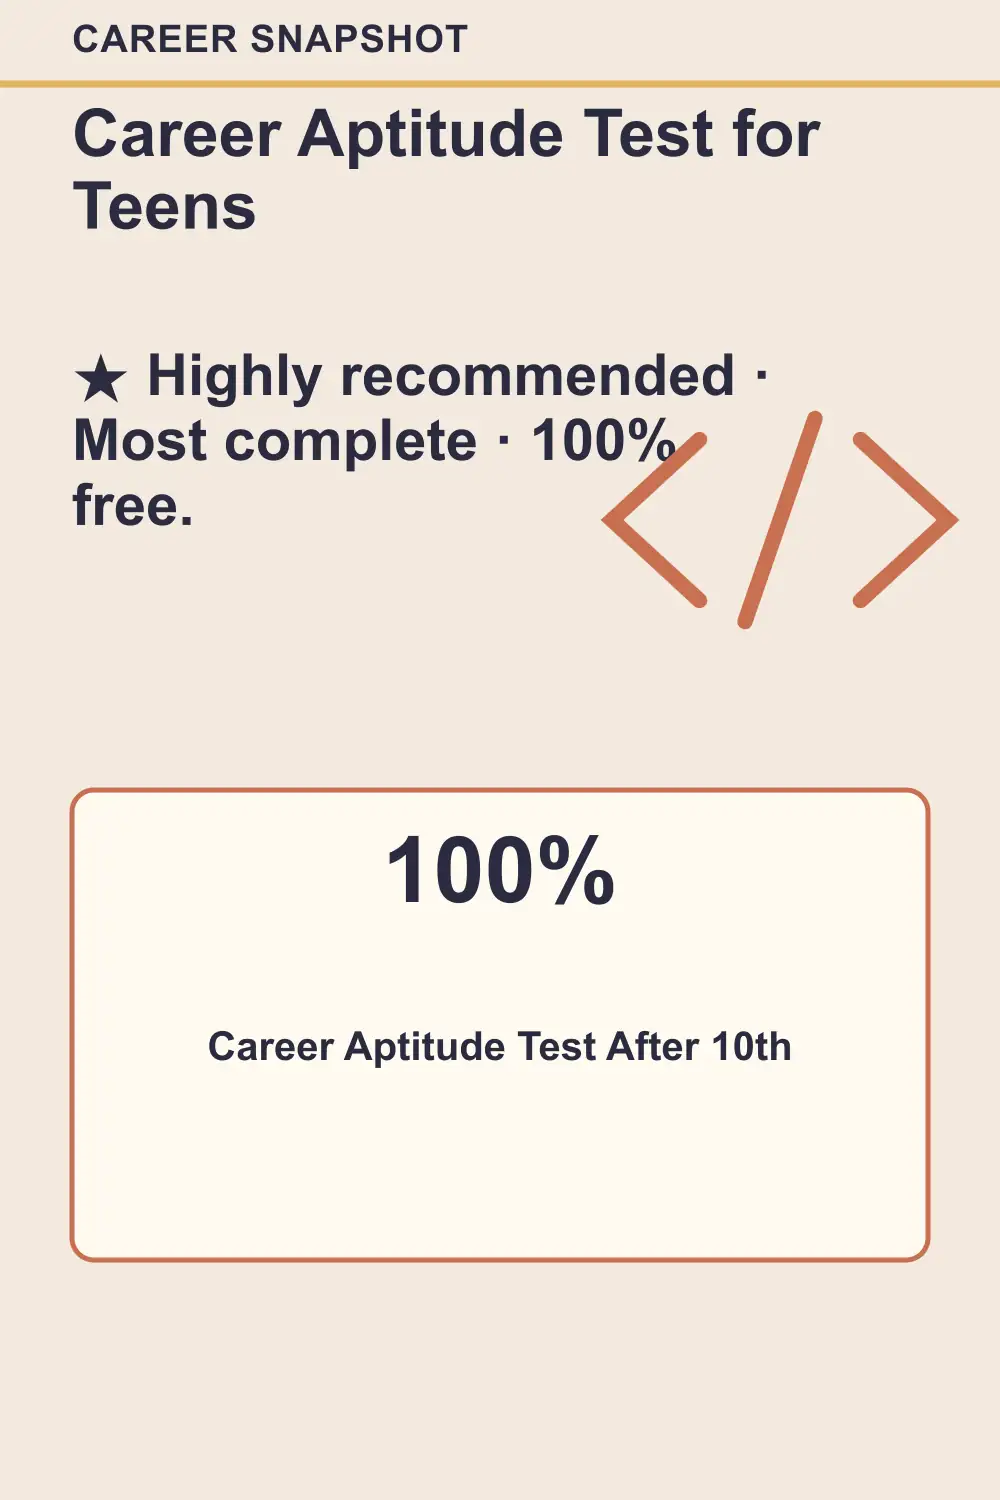 CAREER SNAPSHOT
Career Aptitude Test for
Teens
★ Highly recommended ·
Most complete · 100%
free.
</>
100%
Career Aptitude Test After 10th